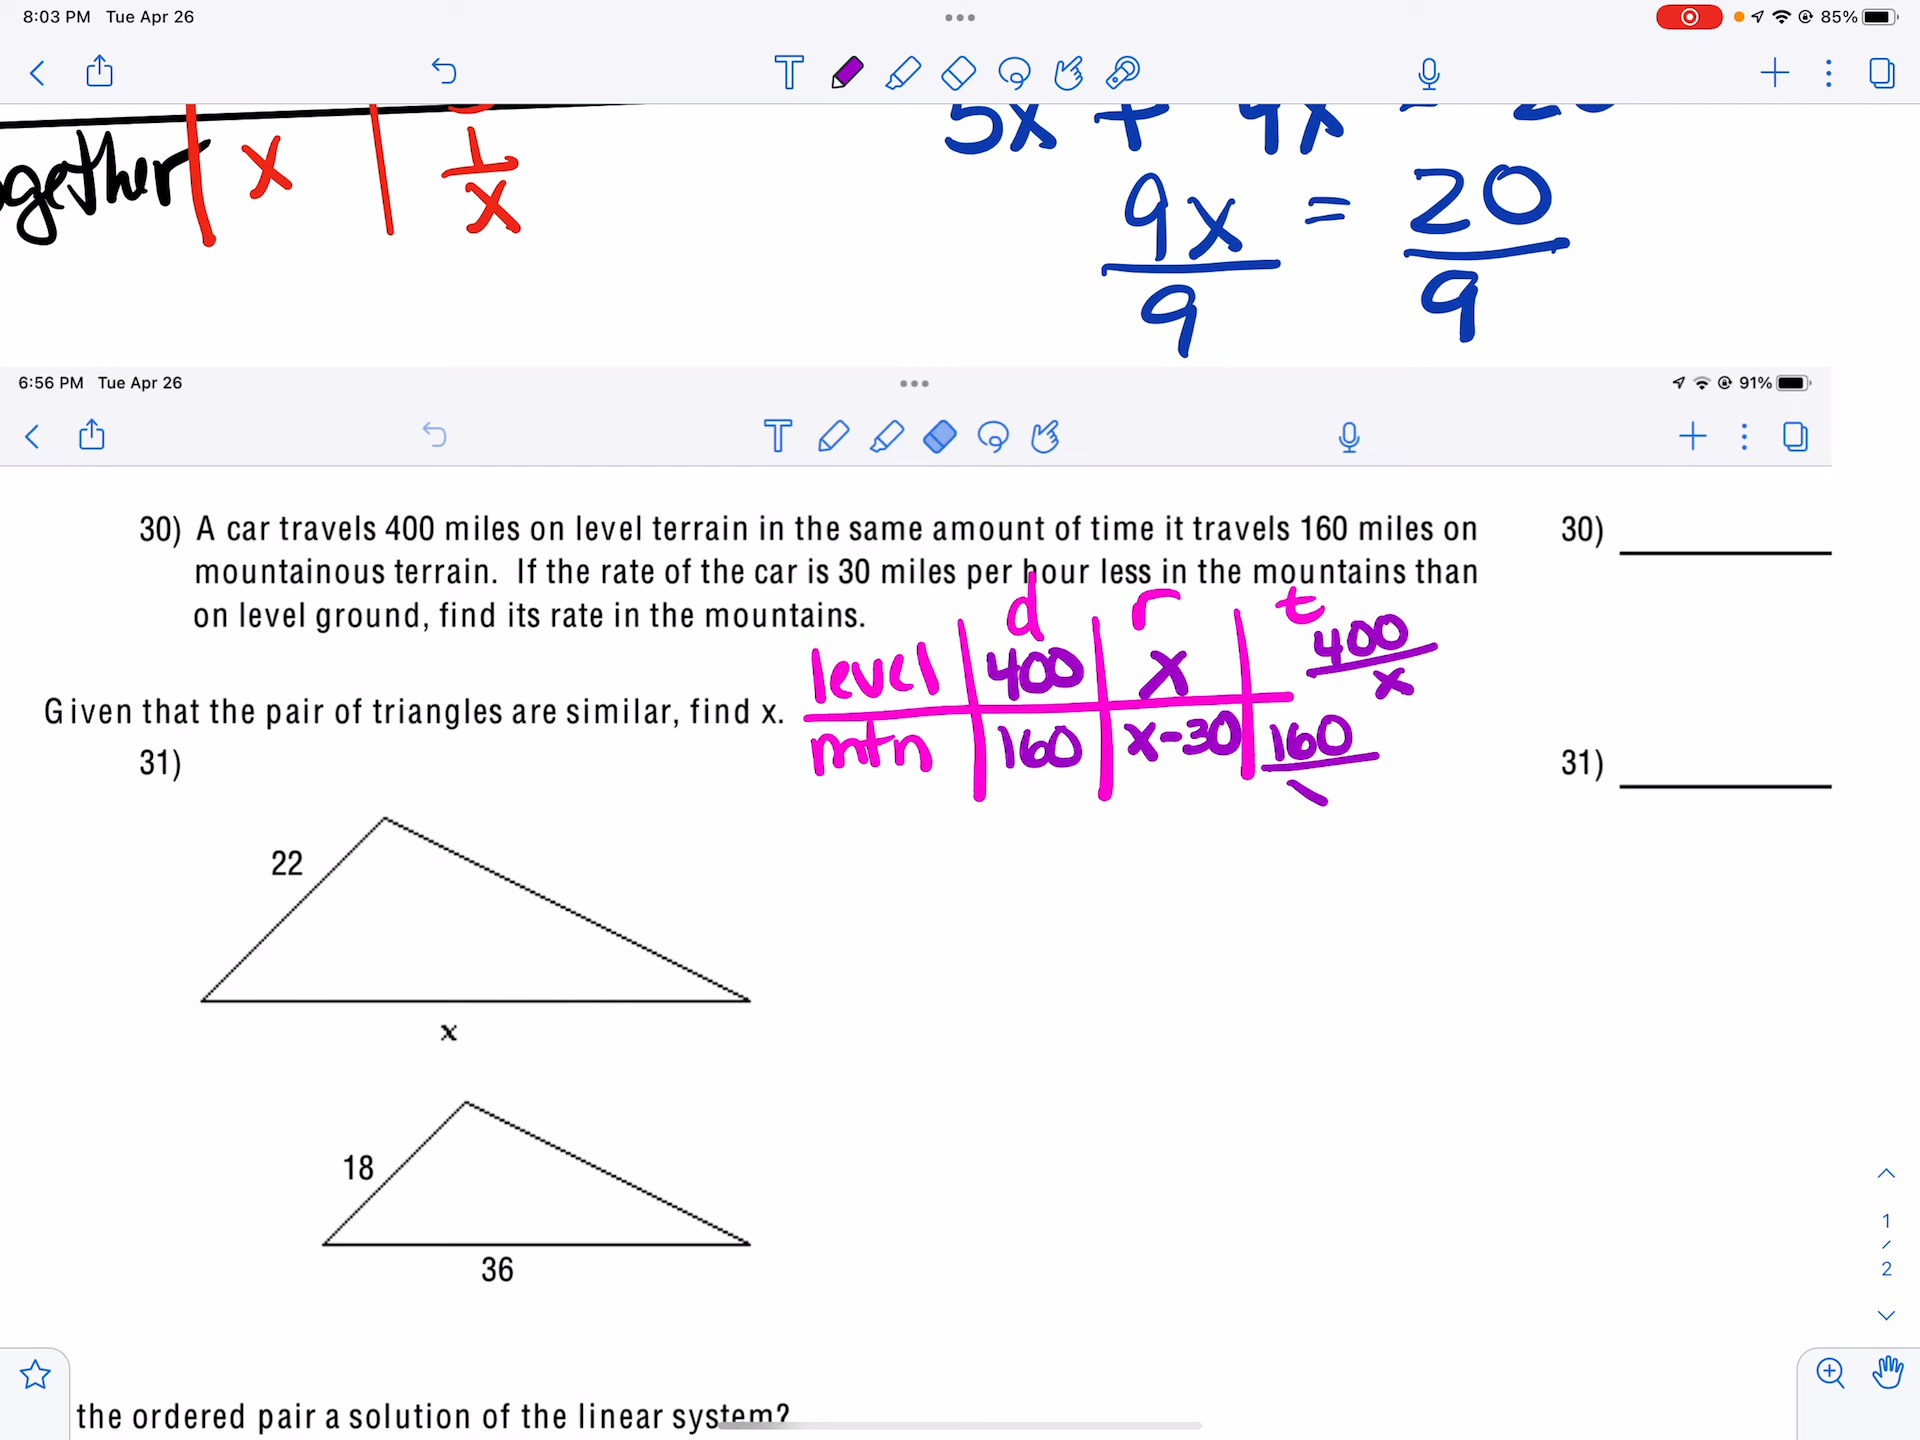 8:03 PM Tue Apr 26
85%
5x + 4x =
ogether x 1/x
9x/9 = 20/9
6:56 PM Tue Apr 26
91%
30) A car travels 400 miles on level terrain in the same amount of time it travels 160 miles on
mountainous terrain. If the rate of the car is 30 miles per hour less in the mountains than
on level ground, find its rate in the mountains.
30)
d r t
level 400 x 400/x
mtn 160 x-30 160
Given that the pair of triangles are similar, find x.
31)
31)
22
x
18
36
1
/
2
the ordered pair a solution of the linear system?